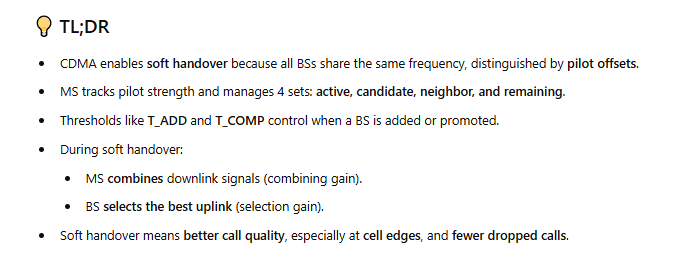 💡 TL;DR
• CDMA enables soft handover because all BSs share the same frequency, distinguished by pilot offsets.
• MS tracks pilot strength and manages 4 sets: active, candidate, neighbor, and remaining.
• Thresholds like T_ADD and T_COMP control when a BS is added or promoted.
• During soft handover:
• MS combines downlink signals (combining gain).
• BS selects the best uplink (selection gain).
• Soft handover means better call quality, especially at cell edges, and fewer dropped calls.